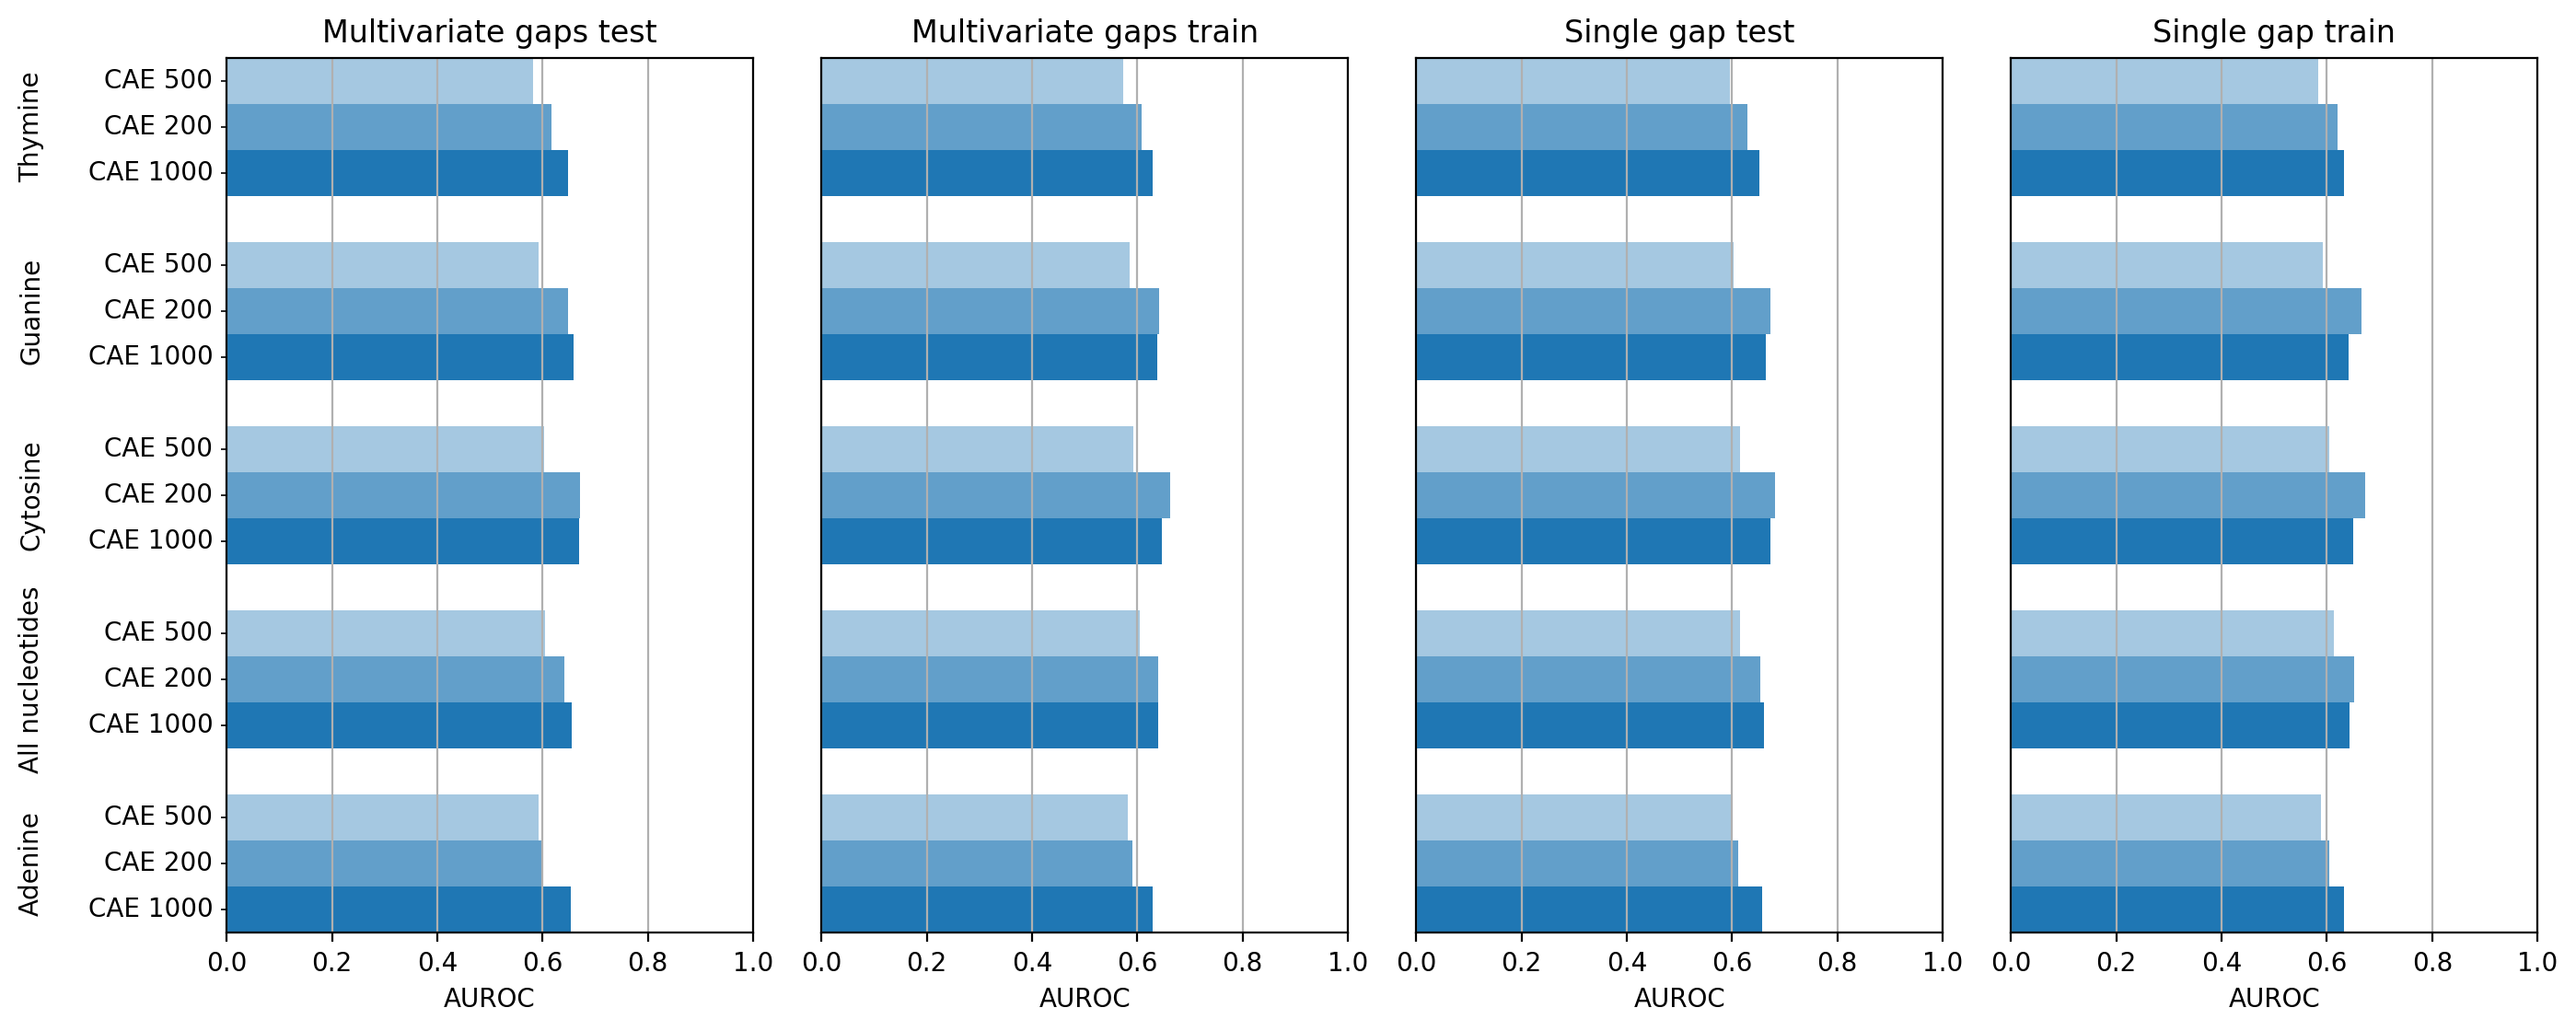 Multivariate gaps test
Multivariate gaps train
Single gap test
Single gap train
Thymine
CAE 500
CAE 200
CAE 1000
Guanine
CAE 500
CAE 200
CAE 1000
Cytosine
CAE 500
CAE 200
CAE 1000
All nucleotides
CAE 500
CAE 200
CAE 1000
Adenine
CAE 500
CAE 200
CAE 1000
0.0 0.2 0.4 0.6 0.8 1.0
AUROC
0.0 0.2 0.4 0.6 0.8 1.0
AUROC
0.0 0.2 0.4 0.6 0.8 1.0
AUROC
0.0 0.2 0.4 0.6 0.8 1.0
AUROC